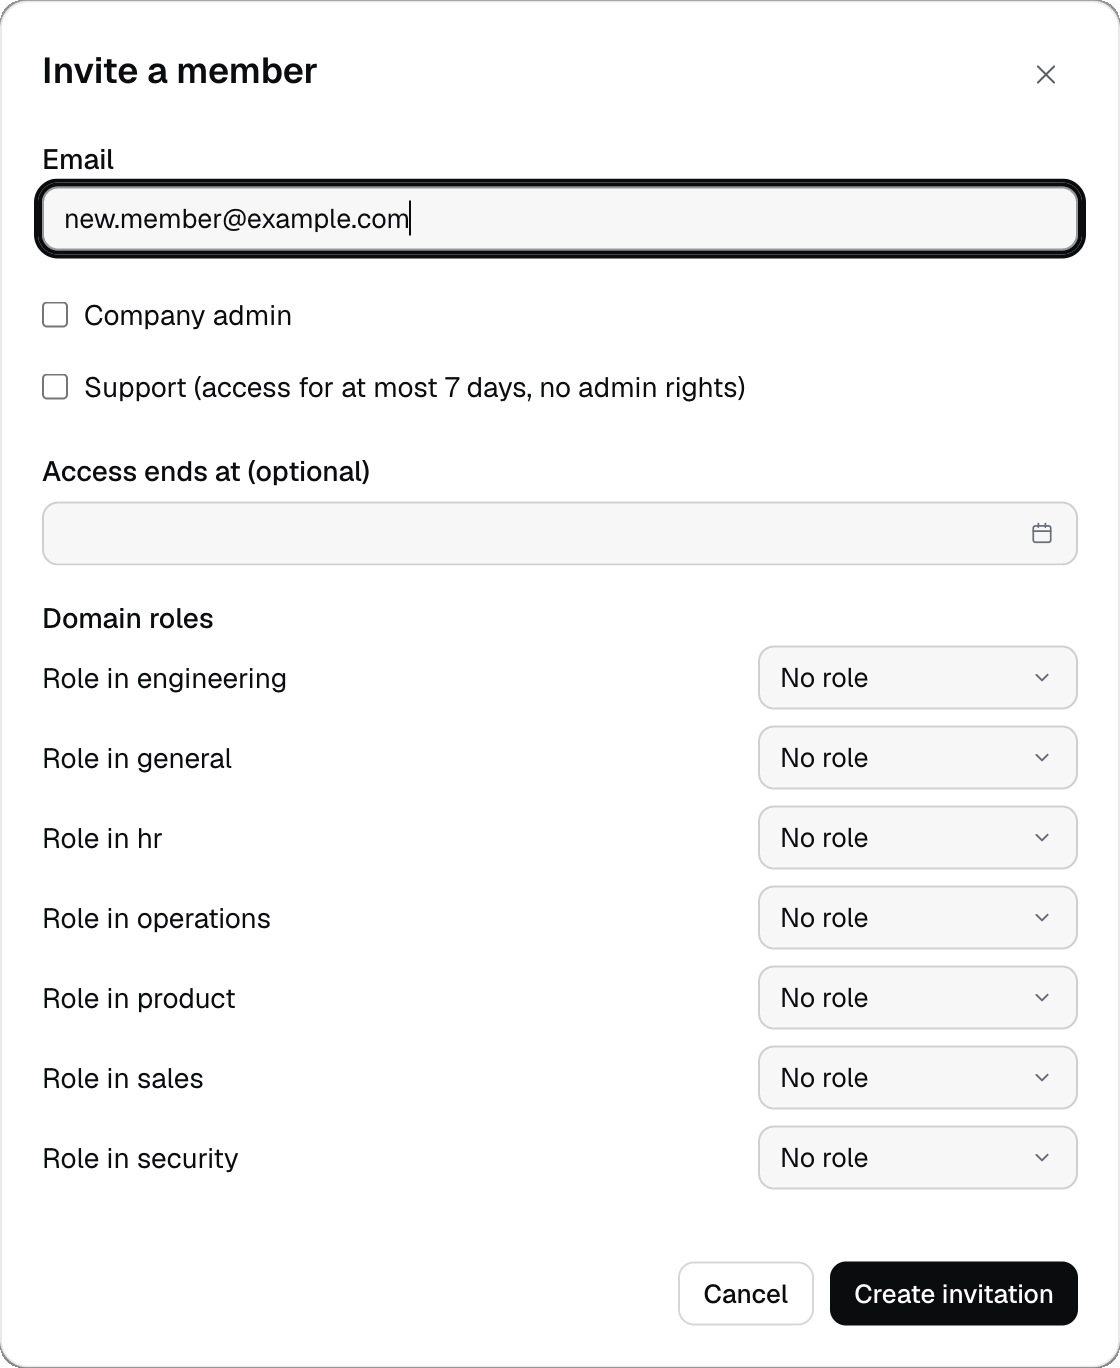 Invite a member
Email
new.member@example.com
Company admin
Support (access for at most 7 days, no admin rights)
Access ends at (optional)
Domain roles
Role in engineering No role
Role in general No role
Role in hr No role
Role in operations No role
Role in product No role
Role in sales No role
Role in security No role
Cancel Create invitation